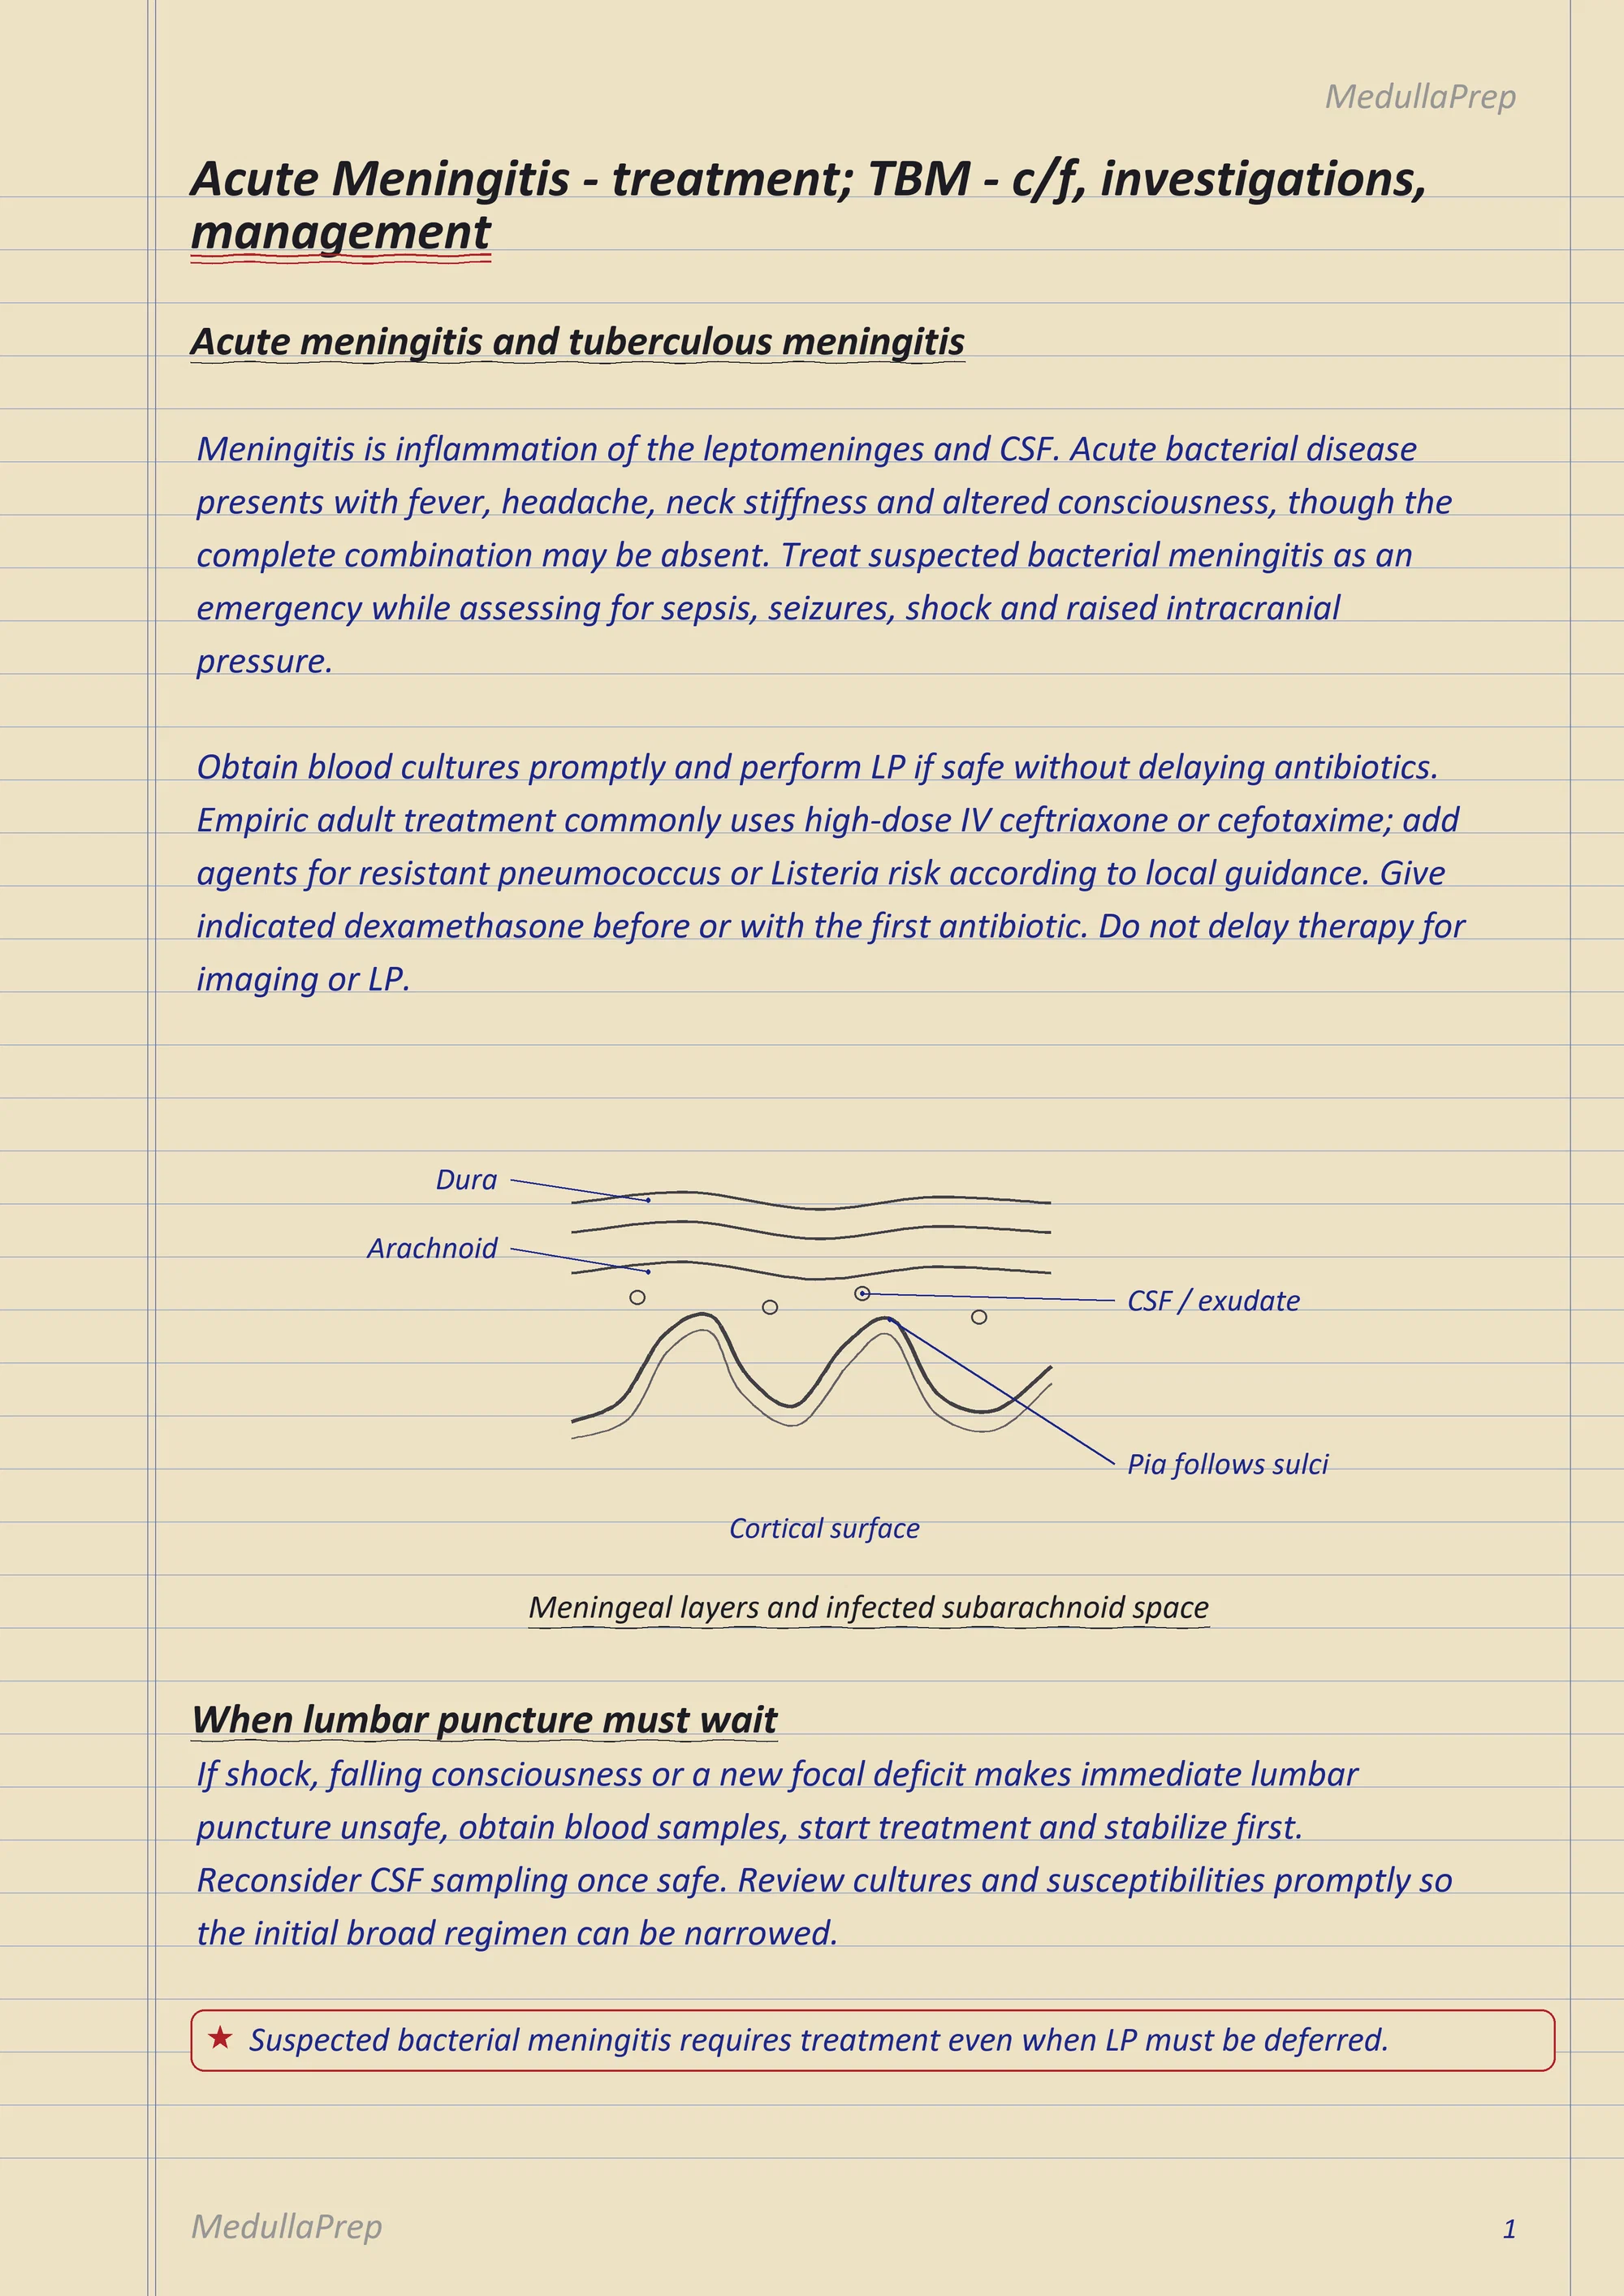 MedullaPrep
Acute Meningitis - treatment; TBM - c/f, investigations,
management
Acute meningitis and tuberculous meningitis
Meningitis is inflammation of the leptomeninges and CSF. Acute bacterial disease
presents with fever, headache, neck stiffness and altered consciousness, though the
complete combination may be absent. Treat suspected bacterial meningitis as an
emergency while assessing for sepsis, seizures, shock and raised intracranial
pressure.
Obtain blood cultures promptly and perform LP if safe without delaying antibiotics.
Empiric adult treatment commonly uses high-dose IV ceftriaxone or cefotaxime; add
agents for resistant pneumococcus or Listeria risk according to local guidance. Give
indicated dexamethasone before or with the first antibiotic. Do not delay therapy for
imaging or LP.
Dura
Arachnoid
CSF / exudate
Pia follows sulci
Cortical surface
Meningeal layers and infected subarachnoid space
When lumbar puncture must wait
If shock, falling consciousness or a new focal deficit makes immediate lumbar
puncture unsafe, obtain blood samples, start treatment and stabilize first.
Reconsider CSF sampling once safe. Review cultures and susceptibilities promptly so
the initial broad regimen can be narrowed.
★ Suspected bacterial meningitis requires treatment even when LP must be deferred.
MedullaPrep
1